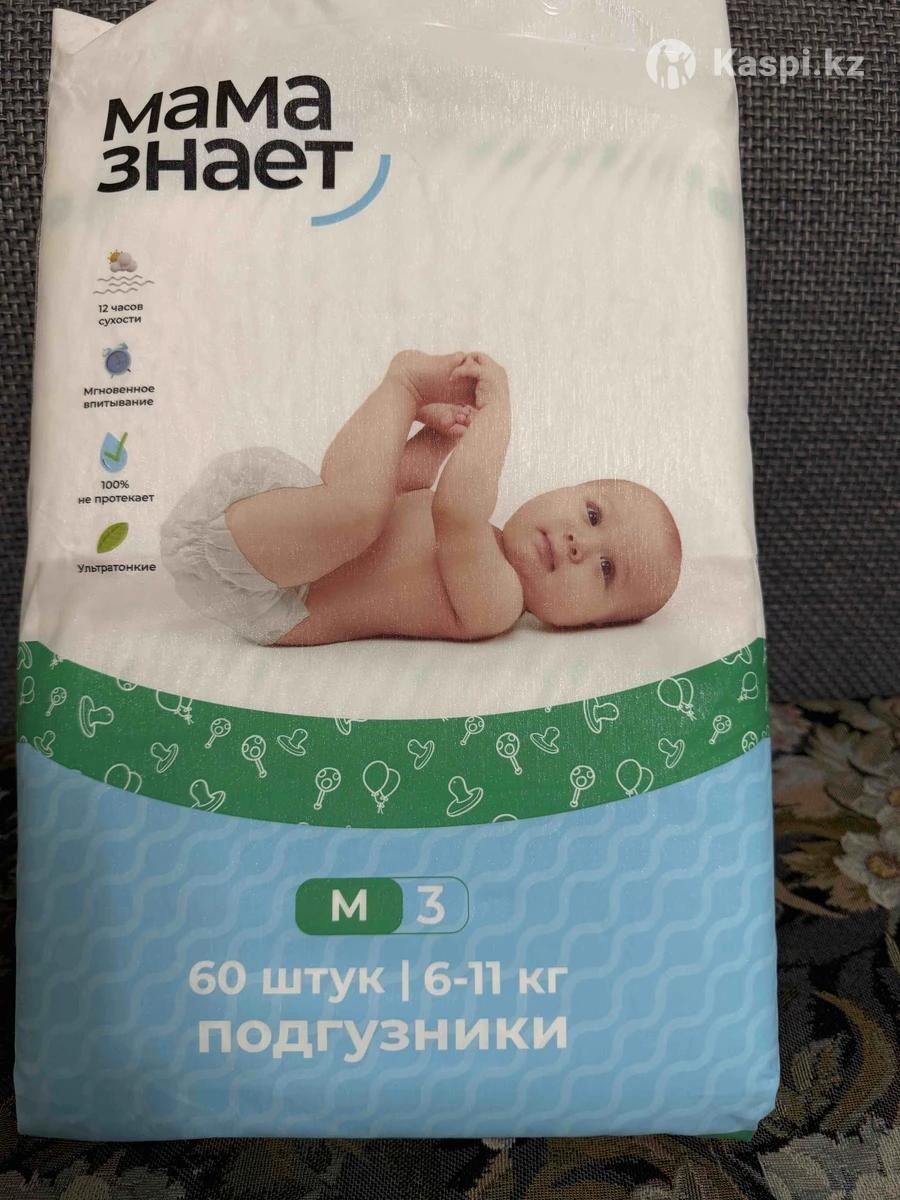 Kaspi.kz
мама
знает
12 часов
сухости
Мгновенное
впитывание
100%
не протекает
Ультратонкие
M 3
60 штук | 6-11 кг
подгузники